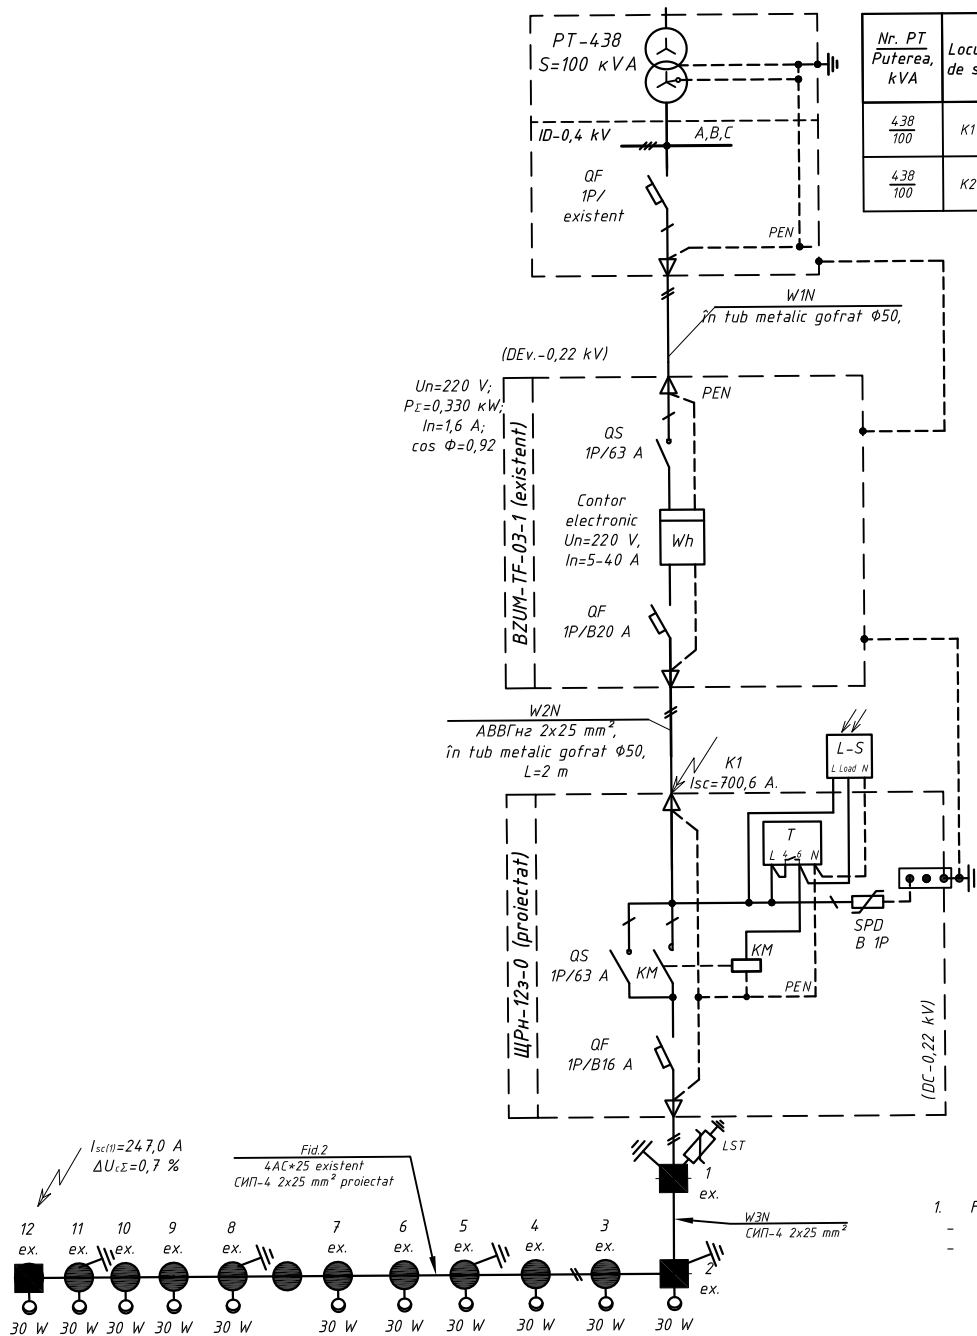 PT-438
S=100 кVA
Nr. PT
Puterea,
kVA
Locu
de s
438
100
K1
438
100
K2
ID-0,4 kV
A,B,C
QF
1P/
existent
PEN
W1N
în tub metalic gofrat Ф50,
(DEv.-0,22 kV)
Un=220 V;
PΣ=0,330 кW;
In=1,6 A;
cos Ф=0,92
BZUM-TF-03-1 (existent)
PEN
QS
1P/63 A
Contor
electronic
Un=220 V,
In=5-40 A
Wh
QF
1P/B20 A
W2N
АВВГнг 2x25 mm²,
în tub metalic gofrat Ф50,
L=2 m
K1
Isc=700,6 A.
L-S
L Load N
T
L 4 6 N
ЩРн-12з-0 (proiectat)
SPD
B 1P
QS
1P/63 A
KM
KM
PEN
QF
1P/B16 A
(DC-0,22 kV)
LST
1
ex.
W3N
СИП-4 2x25 mm²
2
ex.
1. F
-
-
Isc(1)=247,0 A
ΔUcΣ=0,7 %
Fid.2
4AC*25 existent
СИП-4 2x25 mm² proiectat
12 11 10 9 8 7 6 5 4 3
ex. ex. ex. ex. ex. ex. ex. ex. ex. ex.
30 W 30 W 30 W 30 W 30 W 30 W 30 W 30 W 30 W 30 W 30 W